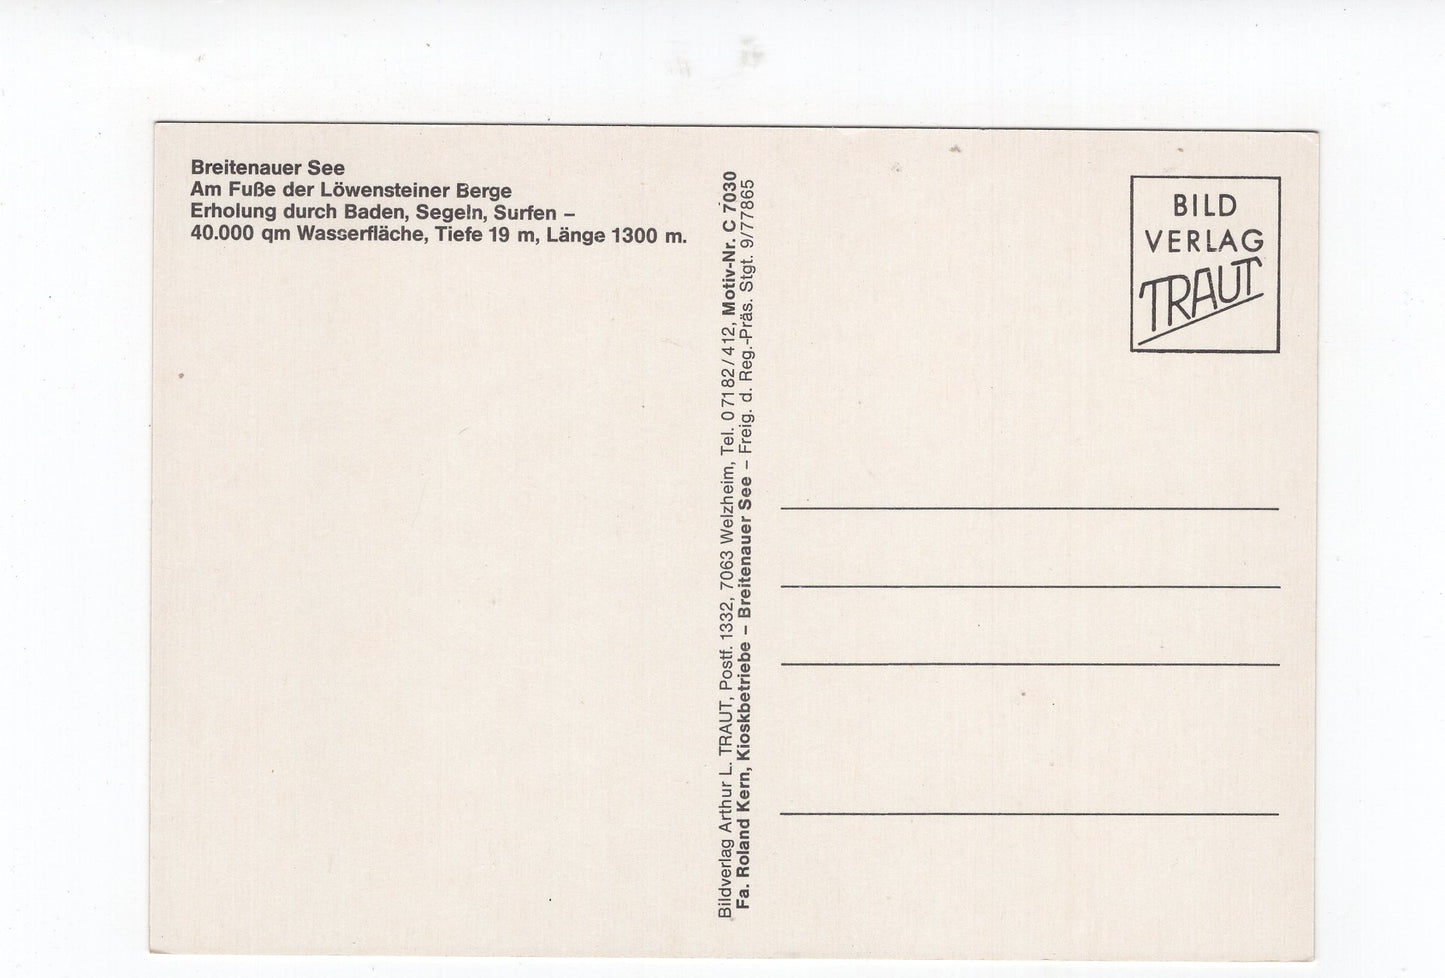 Breitenauer See
Am Fuße der Löwensteiner Berge
Erholung durch Baden, Segeln, Surfen –
40.000 qm Wasserfläche, Tiefe 19 m, Länge 1300 m.
Bildverlag Arthur L. TRAUT, Postf. 1332, 7063 Welzheim, Tel. 0 71 82 / 4 12, Motiv-Nr. C 7030
Fa. Roland Kern, Kioskbetriebe – Breitenauer See – Freig. d. Reg.-Präs. Stgt. 9/77865
BILD
VERLAG
TRAUT